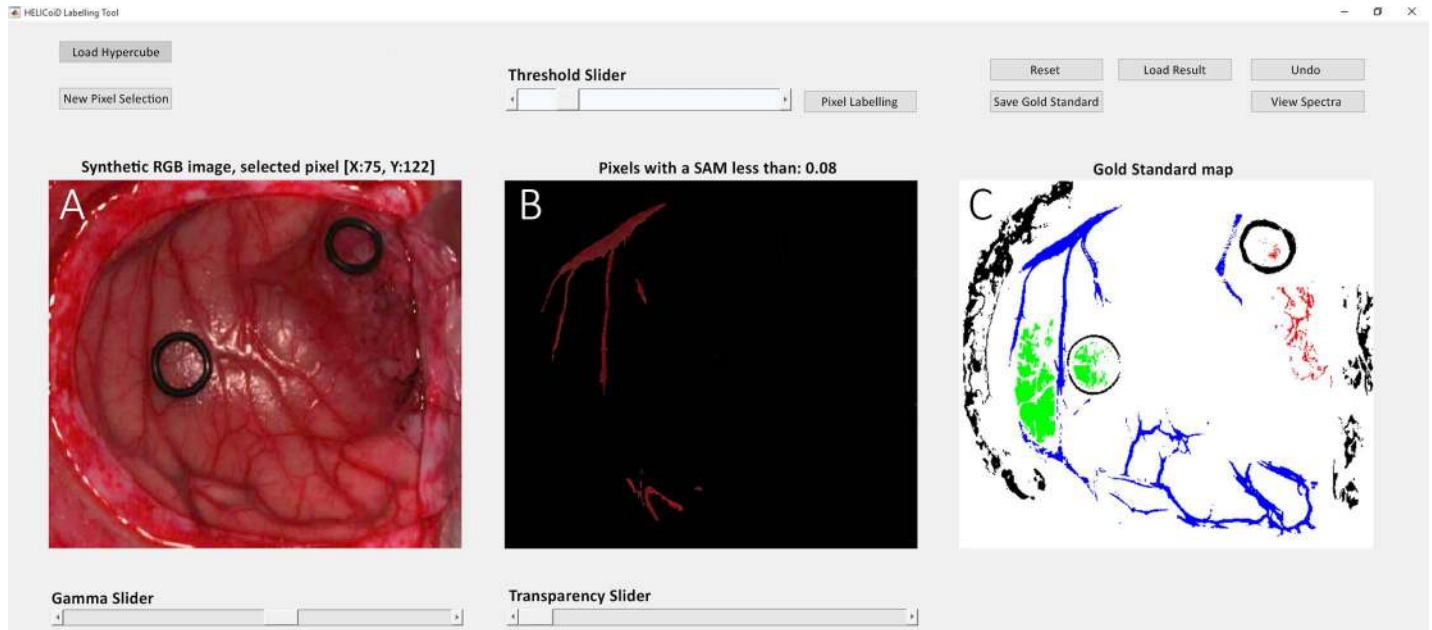 HELICoiD Labelling Tool
Load Hypercube
New Pixel Selection
Threshold Slider
Pixel Labelling
Reset
Load Result
Undo
Save Gold Standard
View Spectra
Synthetic RGB image, selected pixel [X:75, Y:122]
Pixels with a SAM less than: 0.08
Gold Standard map
A
B
C
Gamma Slider
Transparency Slider